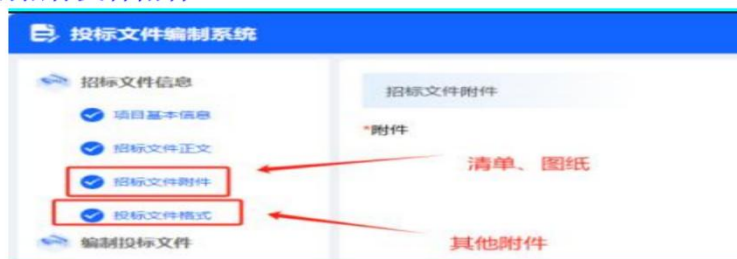 投标文件编制系统
招标文件信息
招标文件附件
项目基本信息
*附件
招标文件正文
清单、图纸
招标文件附件
投标文件格式
编制投标文件
其他附件